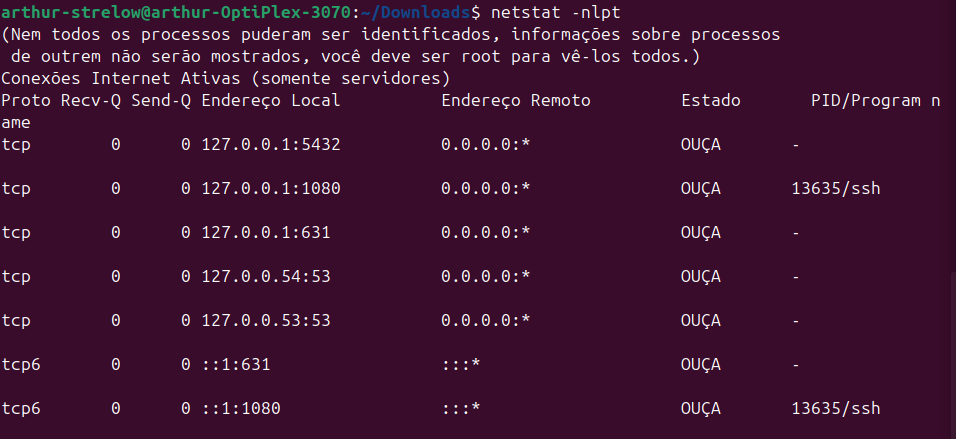 arthur-strelow@arthur-OptiPlex-3070:~/Downloads$ netstat -nlpt
(Nem todos os processos puderam ser identificados, informações sobre processos
 de outrem não serão mostrados, você deve ser root para vê-los todos.)
Conexões Internet Ativas (somente servidores)
Proto Recv-Q Send-Q Endereço Local          Endereço Remoto         Estado       PID/Program n
ame
tcp        0      0 127.0.0.1:5432          0.0.0.0:*               OUÇA       -
tcp        0      0 127.0.0.1:1080          0.0.0.0:*               OUÇA       13635/ssh
tcp        0      0 127.0.0.1:631           0.0.0.0:*               OUÇA       -
tcp        0      0 127.0.0.54:53           0.0.0.0:*               OUÇA       -
tcp        0      0 127.0.0.53:53           0.0.0.0:*               OUÇA       -
tcp6       0      0 ::1:631                 :::*                    OUÇA       -
tcp6       0      0 ::1:1080                :::*                    OUÇA       13635/ssh